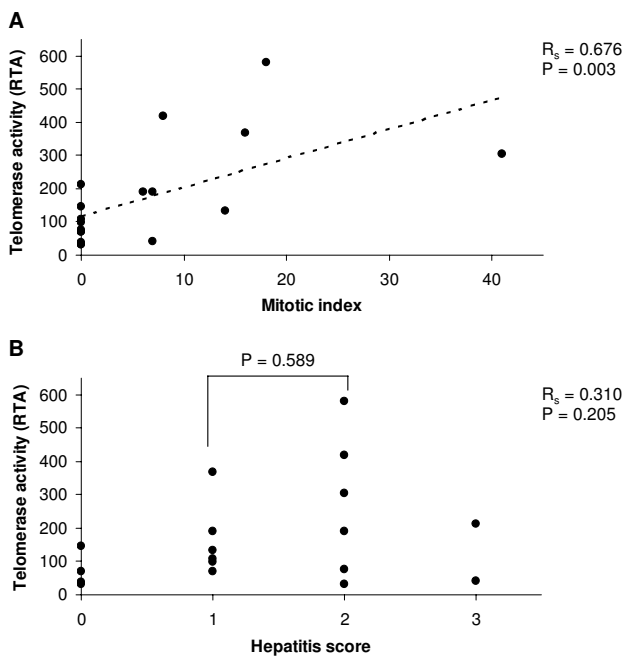 A
R_s = 0.676
P = 0.003
Telomerase activity (RTA)
600
500
400
300
200
100
0
0 10 20 30 40
Mitotic index
B
P = 0.589
R_s = 0.310
P = 0.205
Telomerase activity (RTA)
600
500
400
300
200
100
0
0 1 2 3
Hepatitis score